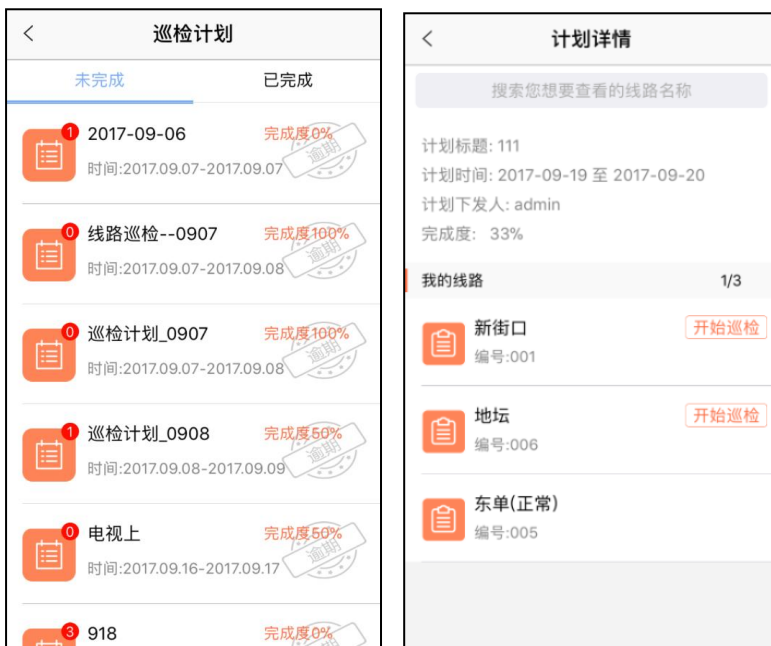 巡检计划
未完成
已完成
1
2017-09-06
完成度0%
时间:2017.09.07-2017.09.07
逾期
0
线路巡检--0907
完成度100%
时间:2017.09.07-2017.09.08
逾期
0
巡检计划_0907
完成度100%
时间:2017.09.07-2017.09.08
逾期
1
巡检计划_0908
完成度50%
时间:2017.09.08-2017.09.09
逾期
0
电视上
完成度50%
时间:2017.09.16-2017.09.17
逾期
3
918
完成度0%
计划详情
搜索您想要查看的线路名称
计划标题: 111
计划时间: 2017-09-19 至 2017-09-20
计划下发人: admin
完成度: 33%
我的线路
1/3
新街口
开始巡检
编号:001
地坛
开始巡检
编号:006
东单(正常)
编号:005